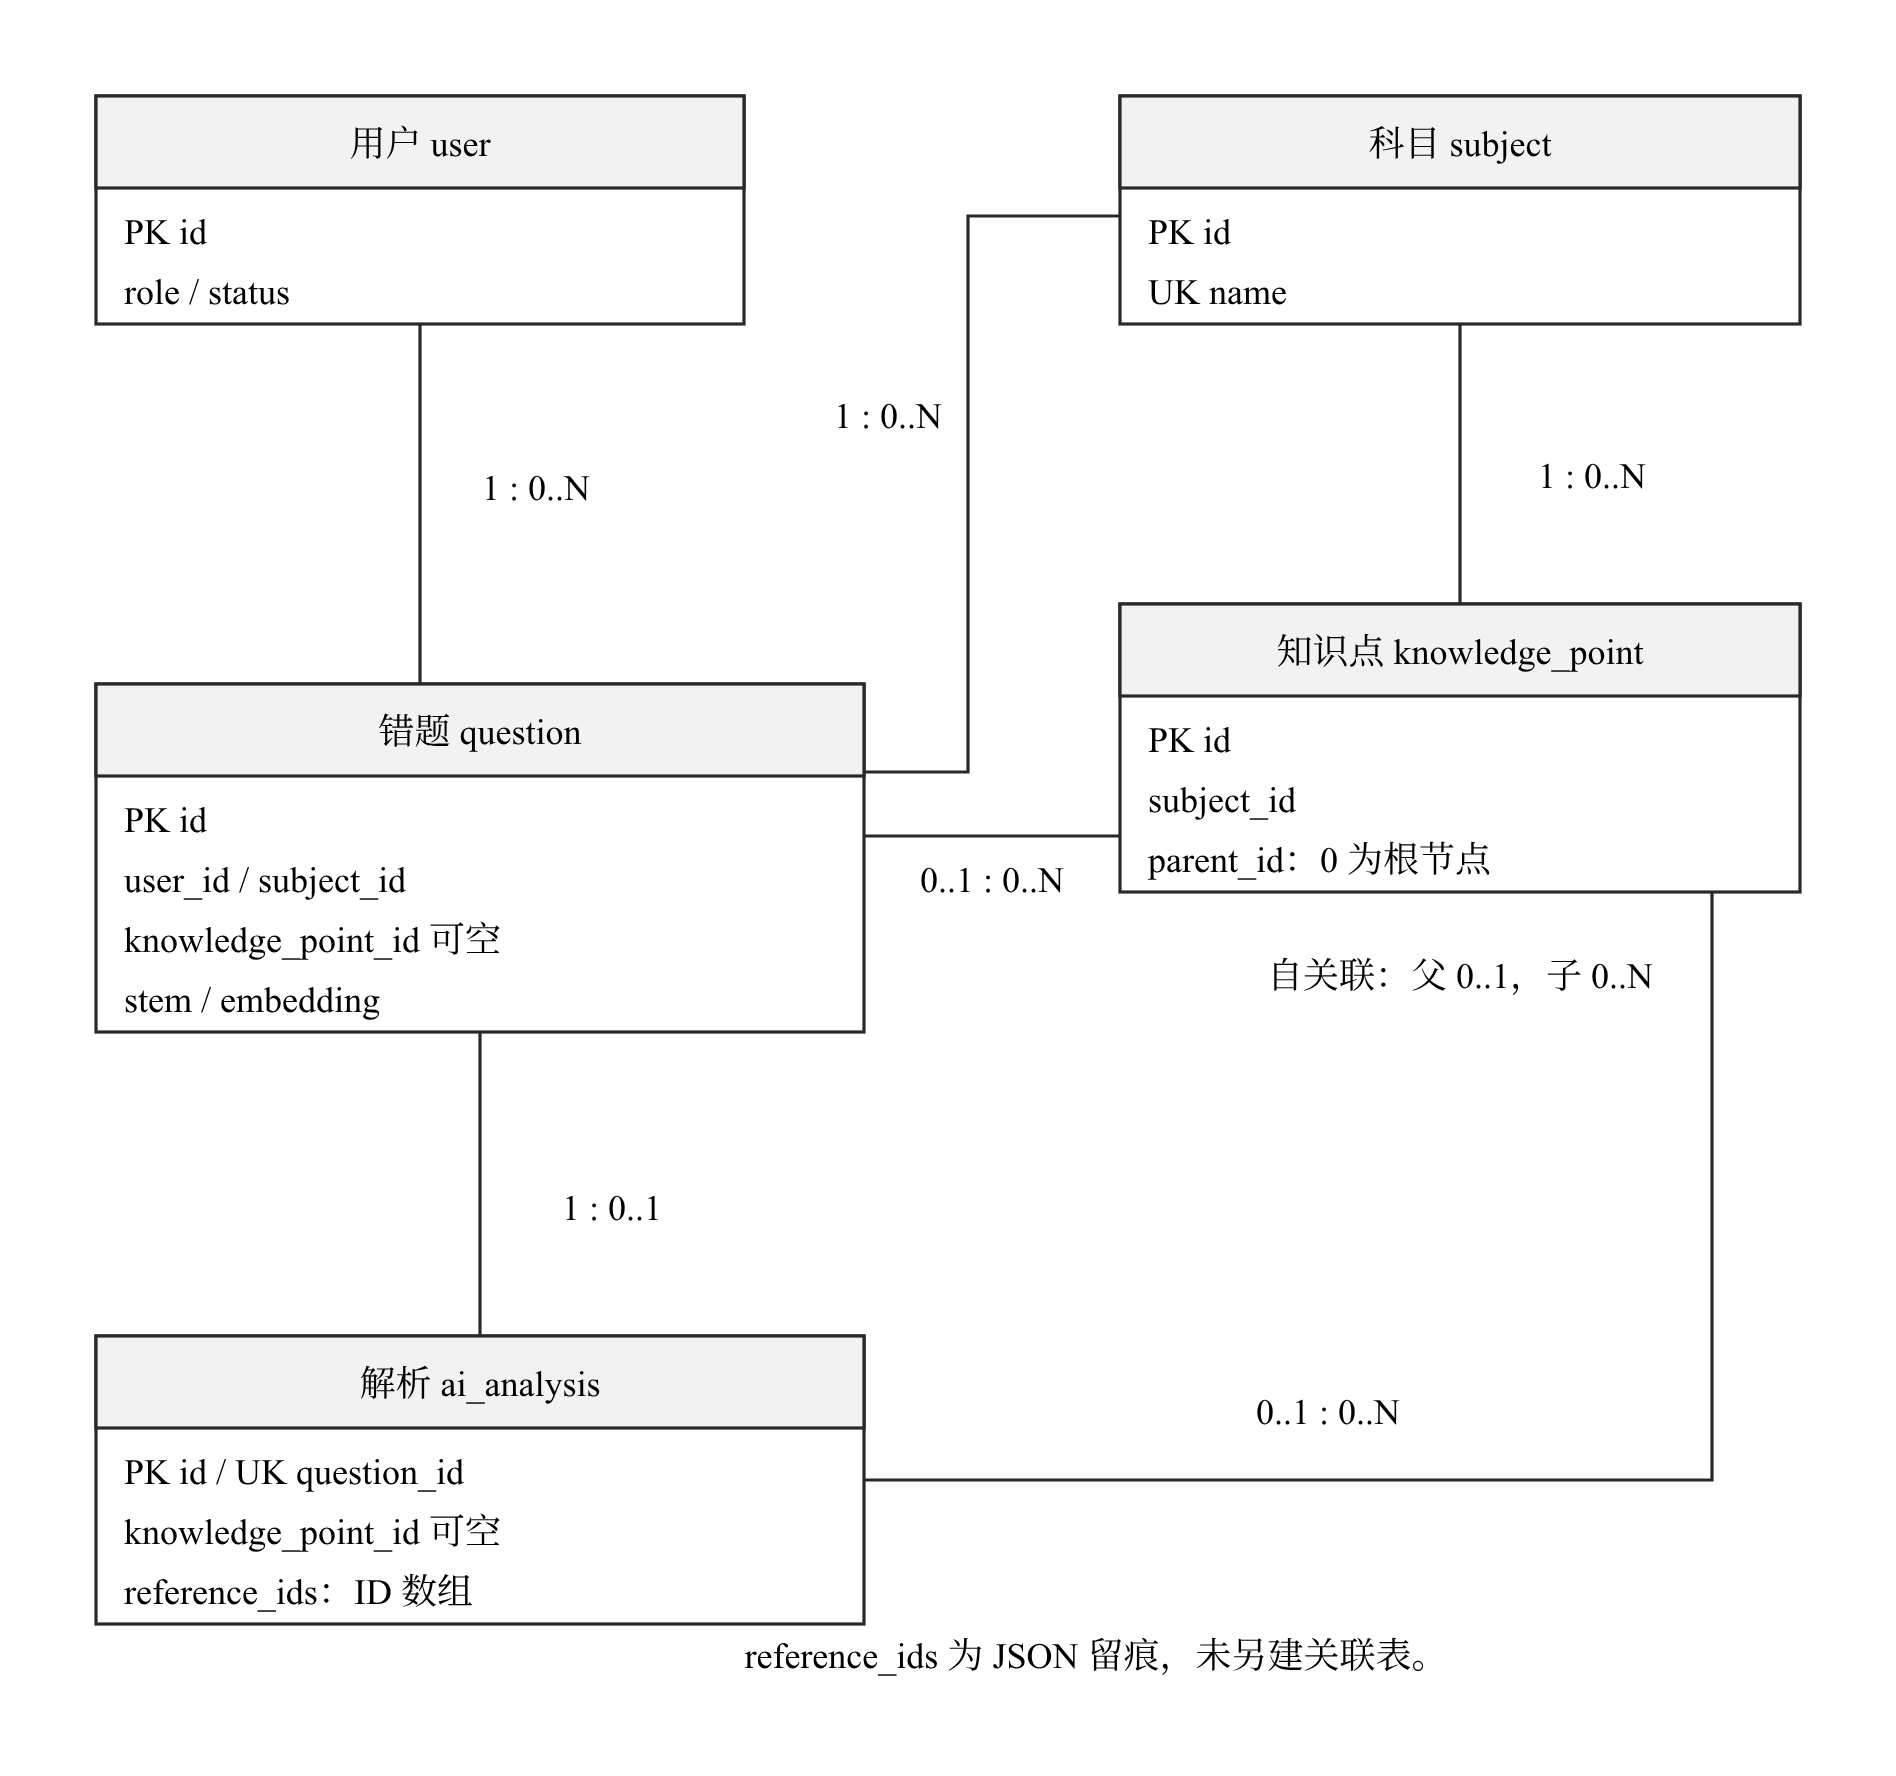 用户 user
PK id
role / status
科目 subject
PK id
UK name
1 : 0..N
1 : 0..N
1 : 0..N
知识点 knowledge_point
PK id
subject_id
parent_id：0 为根节点
错题 question
PK id
user_id / subject_id
knowledge_point_id 可空
stem / embedding
0..1 : 0..N
自关联：父 0..1，子 0..N
1 : 0..1
解析 ai_analysis
PK id / UK question_id
knowledge_point_id 可空
reference_ids：ID 数组
0..1 : 0..N
reference_ids 为 JSON 留痕，未另建关联表。